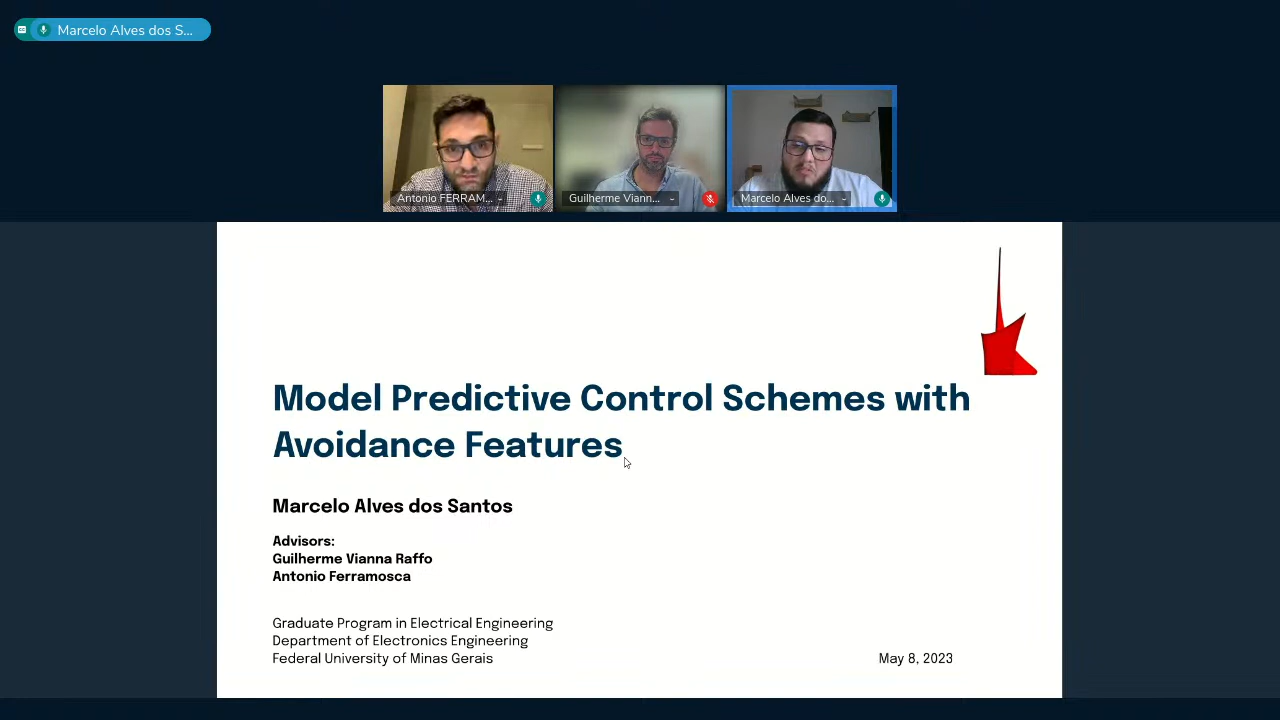 Marcelo Alves dos S...
Antonio FERRAM...
Guilherme Viann...
Marcelo Alves do...
Model Predictive Control Schemes with
Avoidance Features
Marcelo Alves dos Santos
Advisors:
Guilherme Vianna Raffo
Antonio Ferramosca
Graduate Program in Electrical Engineering
Department of Electronics Engineering
Federal University of Minas Gerais
May 8, 2023